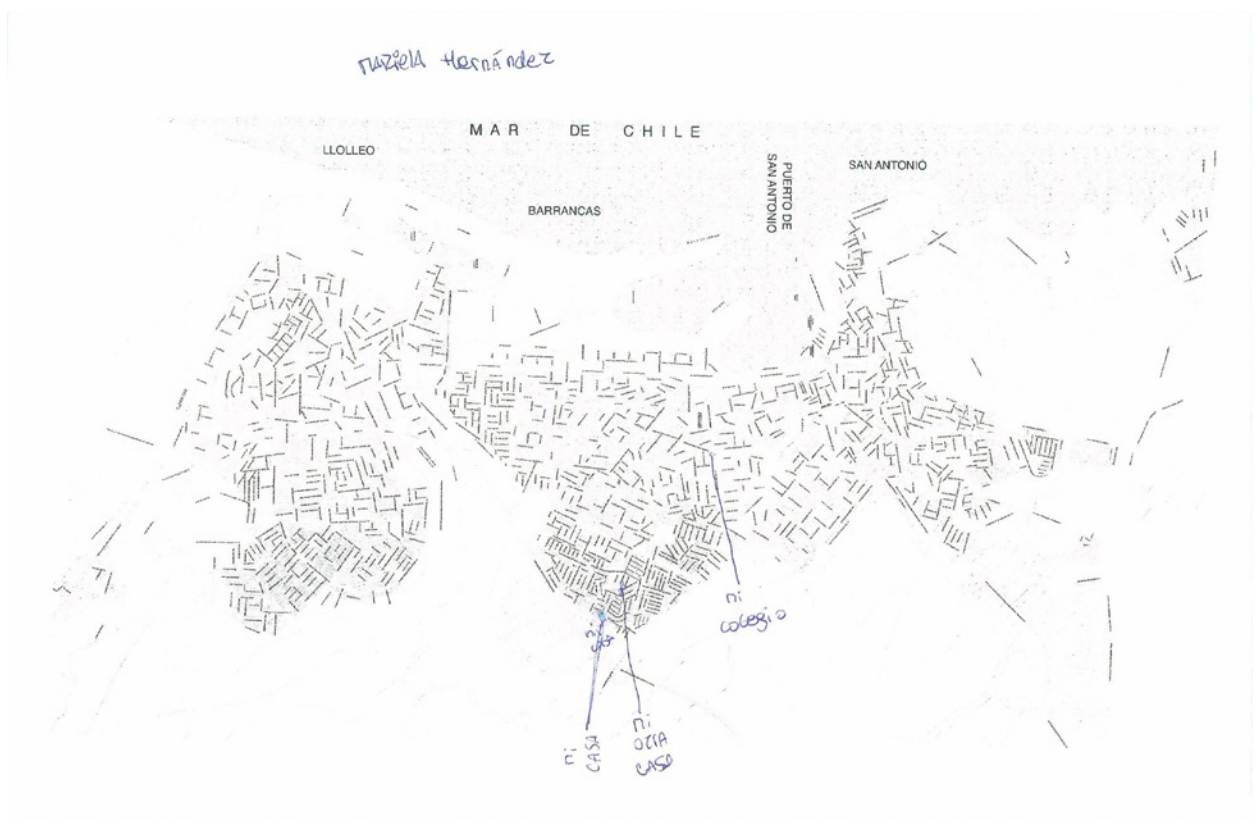 Mariela Hernández
MAR DE CHILE
LLOLLEO
SAN ANTONIO
PUERTO DE
SAN ANTONIO
BARRANCAS
mi
colegio
mi
mi
CASA
mi
OTRA
CASA